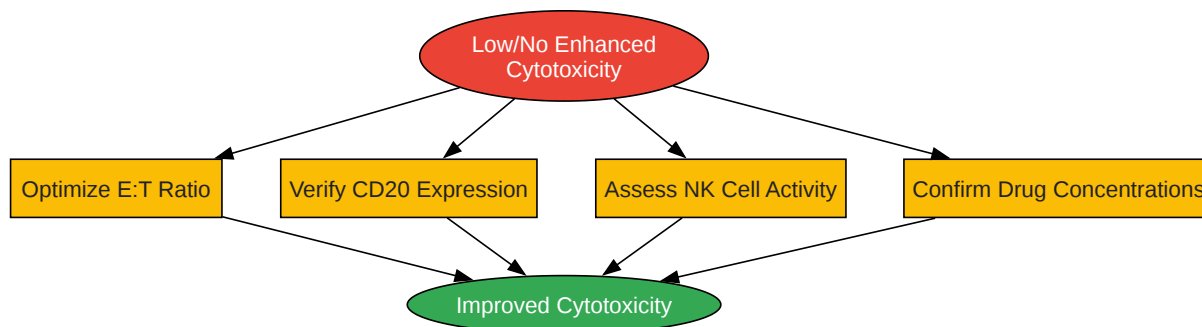 Low/No Enhanced
Cytotoxicity
Optimize E:T Ratio
Verify CD20 Expression
Assess NK Cell Activity
Confirm Drug Concentrations
Improved Cytotoxicity